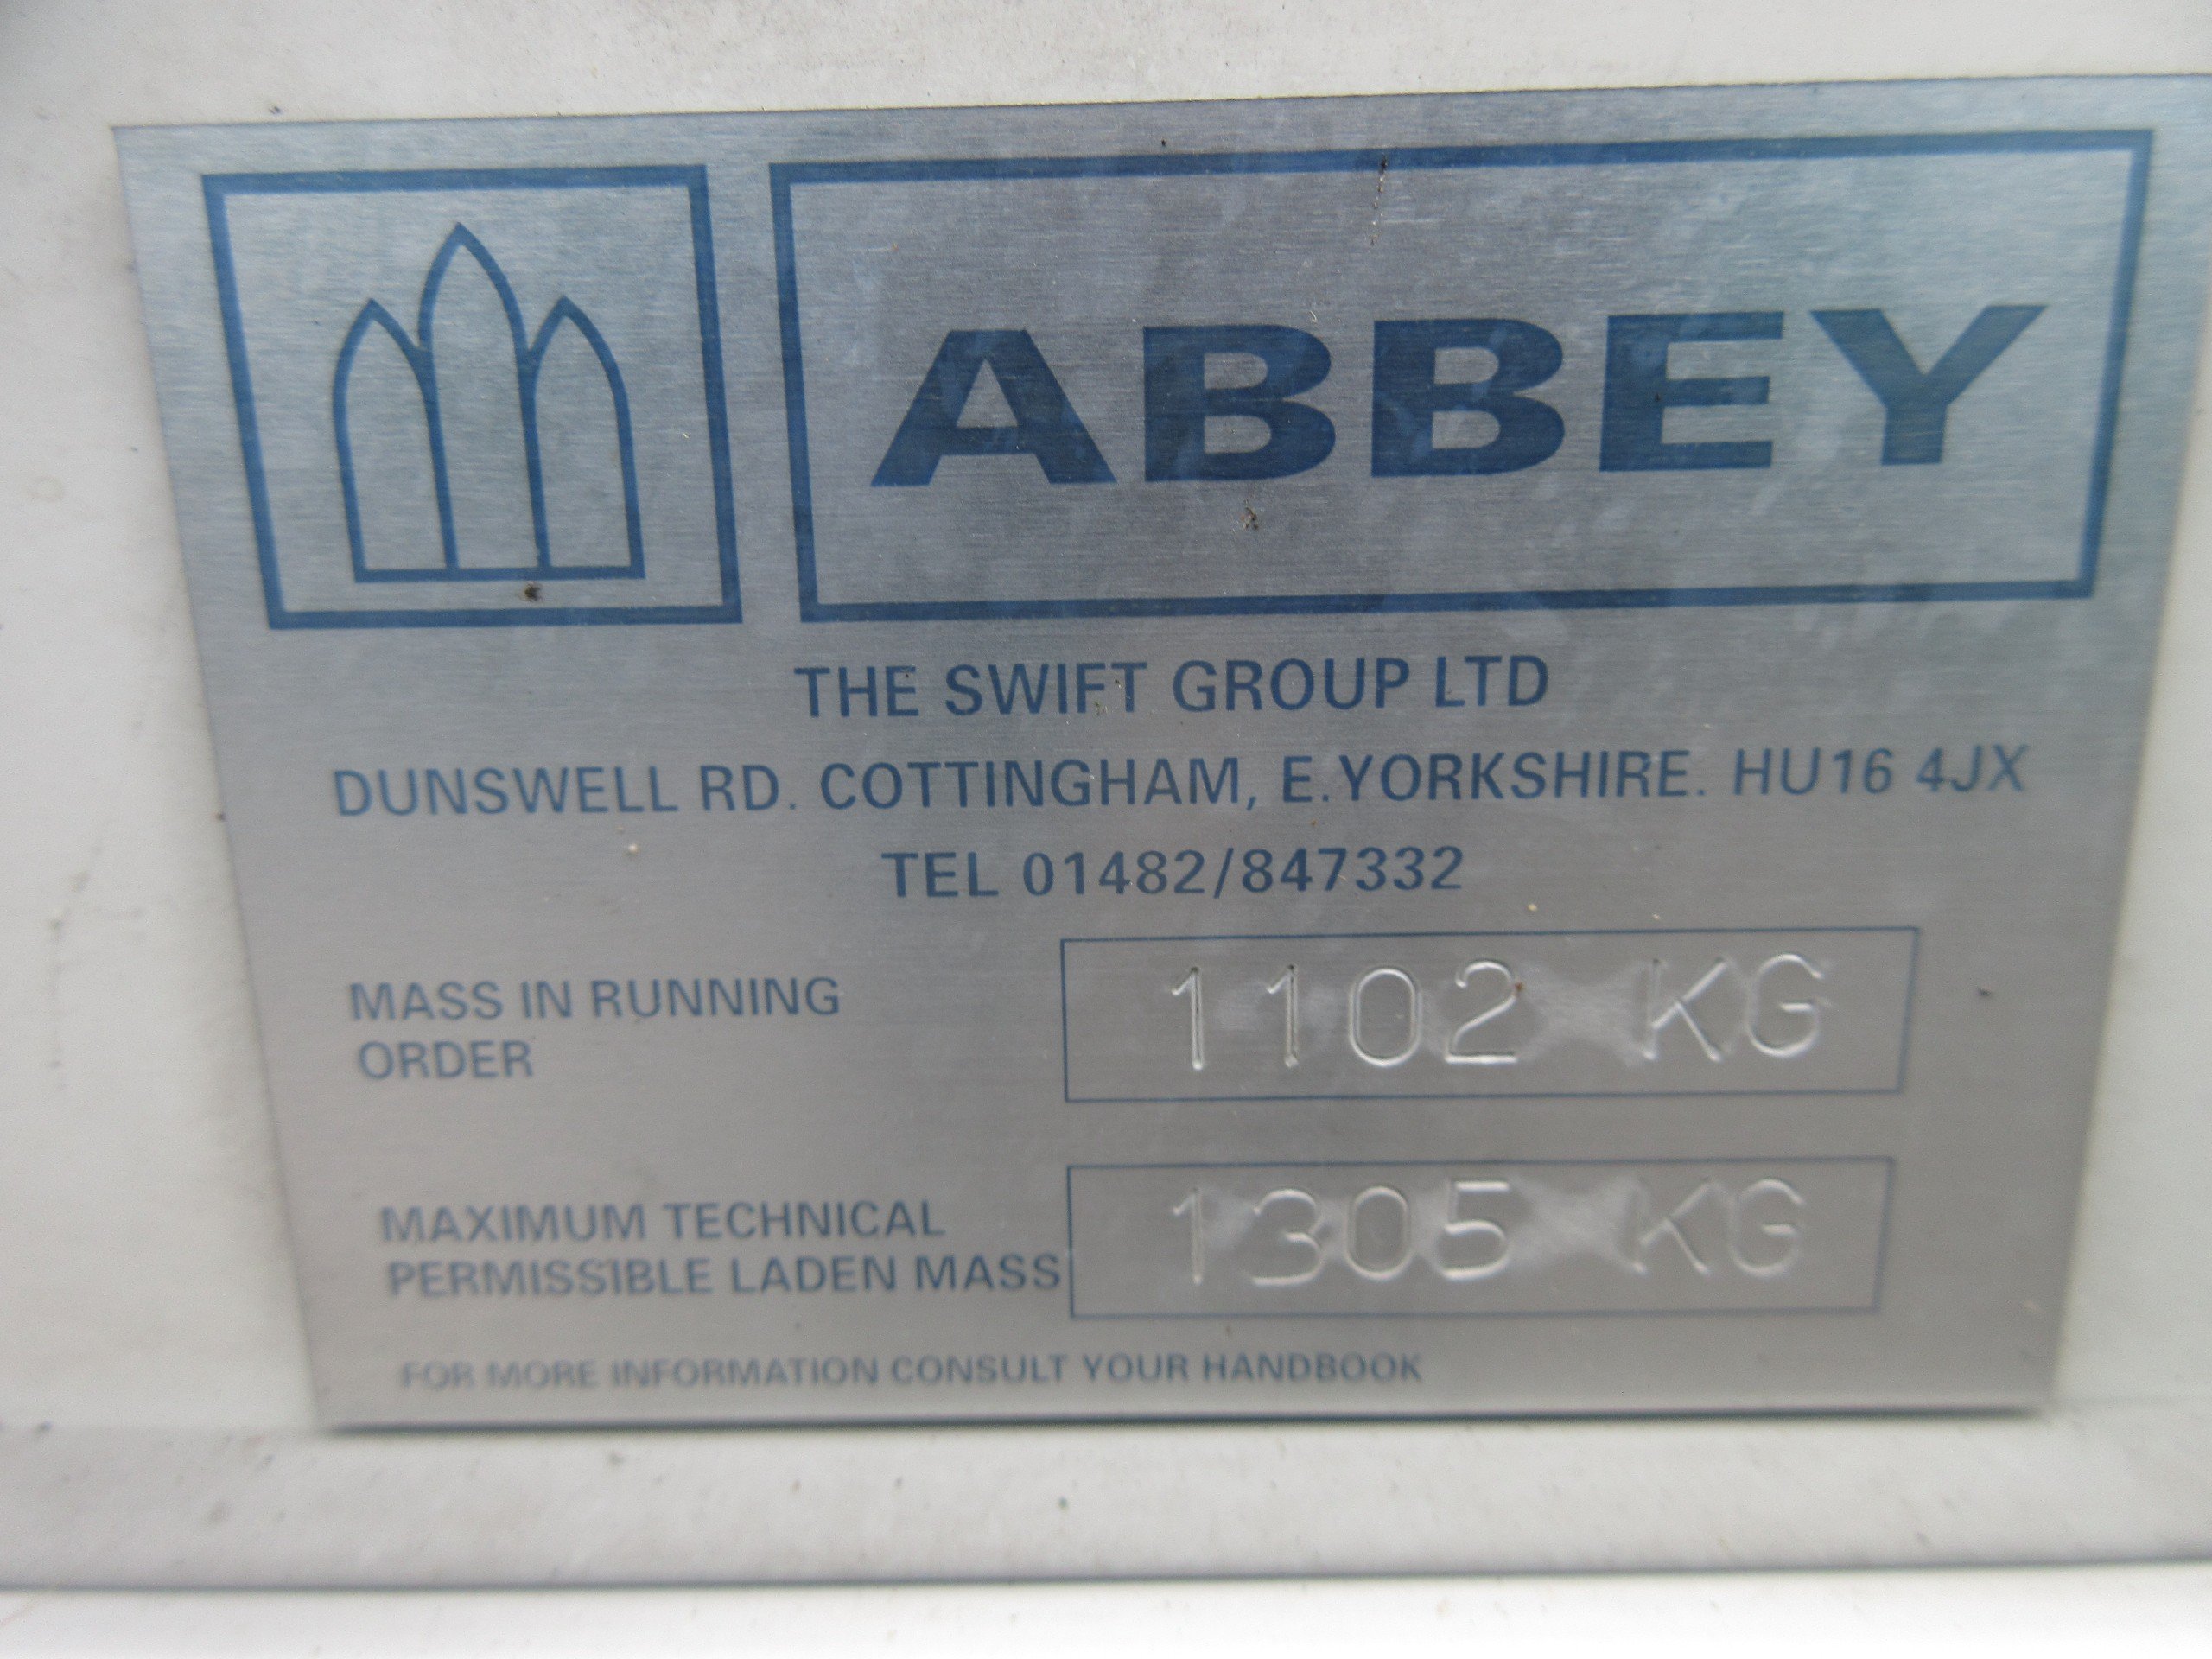 ABBEY
THE SWIFT GROUP LTD
DUNSWELL RD. COTTINGHAM, E.YORKSHIRE. HU16 4JX
TEL 01482/847332
MASS IN RUNNING
ORDER
1102 KG
MAXIMUM TECHNICAL
PERMISSIBLE LADEN MASS
1305 KG
FOR MORE INFORMATION CONSULT YOUR HANDBOOK